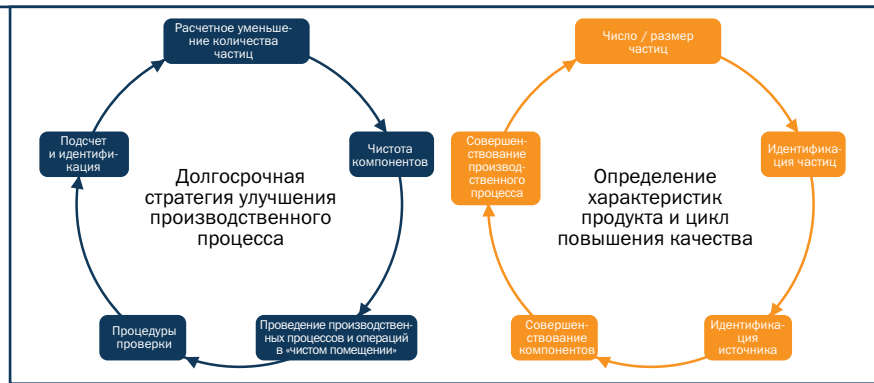 Расчетное уменьше-
ние количества
частиц
Чистота
компонентов
Проведение производствен-
ных процессов и операций
в «чистом помещении»
Процедуры
проверки
Подсчет
и идентифи-
кация
Долгосрочная
стратегия улучшения
производственного
процесса
Число / размер
частиц
Идентифика-
ция частиц
Идентифика-
ция источника
Совершен-
ствование
компонентов
Совершен-
ствование
производ-
ственного
процесса
Определение
характеристик
продукта и цикл
повышения качества